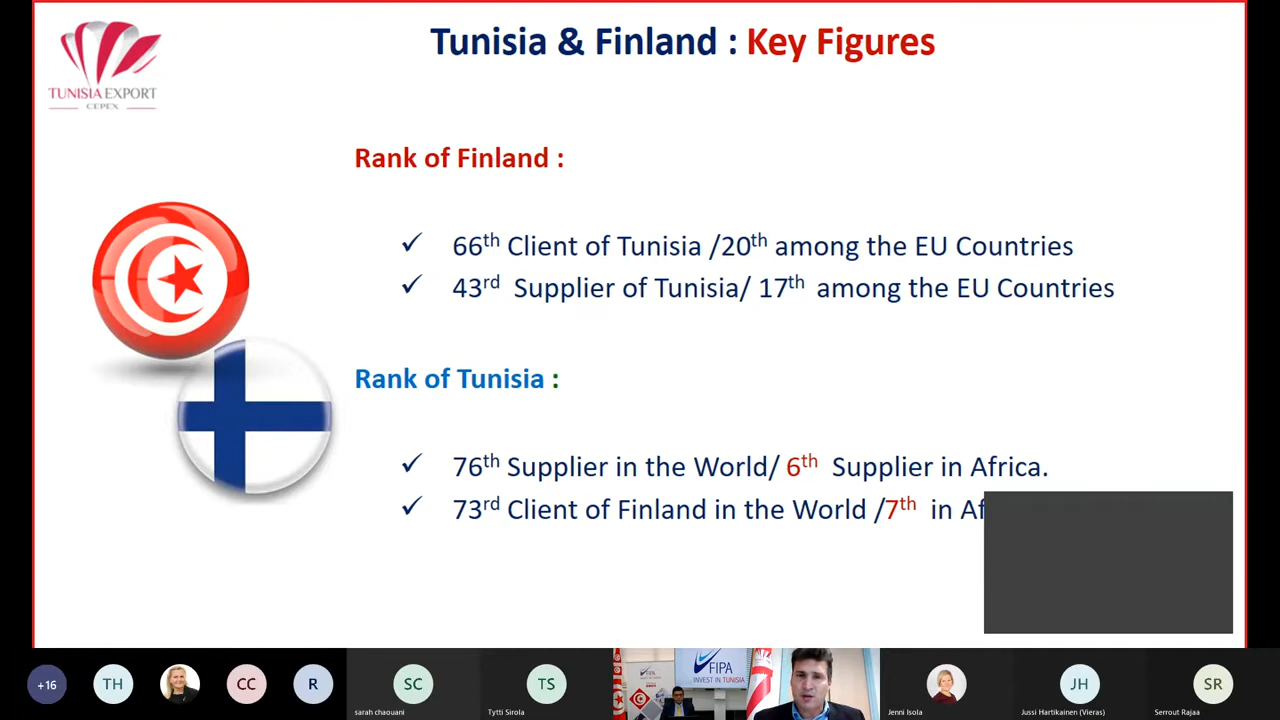 TUNISIA EXPORT
CEPEX
Tunisia & Finland : Key Figures
Rank of Finland :
✓ 66th Client of Tunisia /20th among the EU Countries
✓ 43rd Supplier of Tunisia/ 17th among the EU Countries
Rank of Tunisia :
✓ 76th Supplier in the World/ 6th Supplier in Africa.
✓ 73rd Client of Finland in the World /7th in Af
+16
TH
CC
R
SC
sarah chaouani
TS
Tytti Sirola
FIPA
FIPA
INVEST IN TUNISIA
Jenni Isola
JH
Jussi Hartikainen (Vieras)
SR
Serrout Rajaa